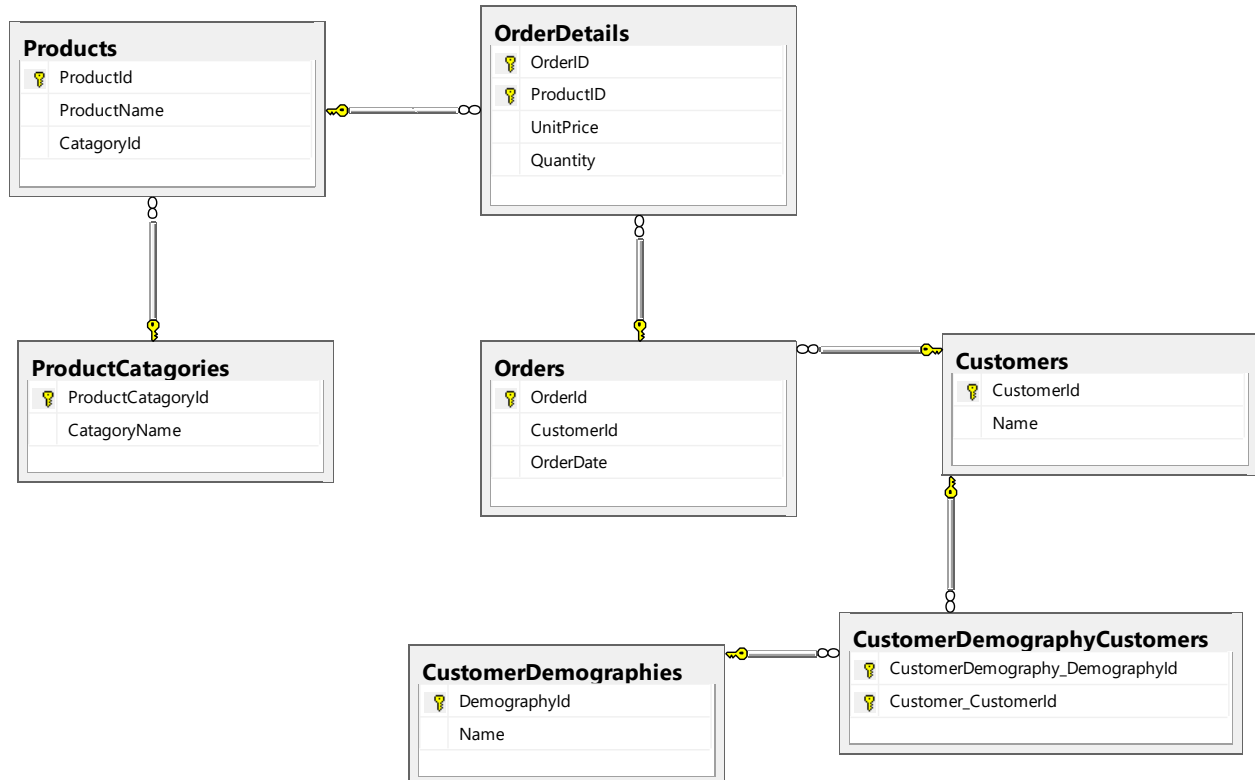 Products
ProductId
ProductName
CatagoryId
OrderDetails
OrderID
ProductID
UnitPrice
Quantity
ProductCatagories
ProductCatagoryId
CatagoryName
Orders
OrderId
CustomerId
OrderDate
Customers
CustomerId
Name
CustomerDemographies
DemographyId
Name
CustomerDemographyCustomers
CustomerDemography_DemographyId
Customer_CustomerId